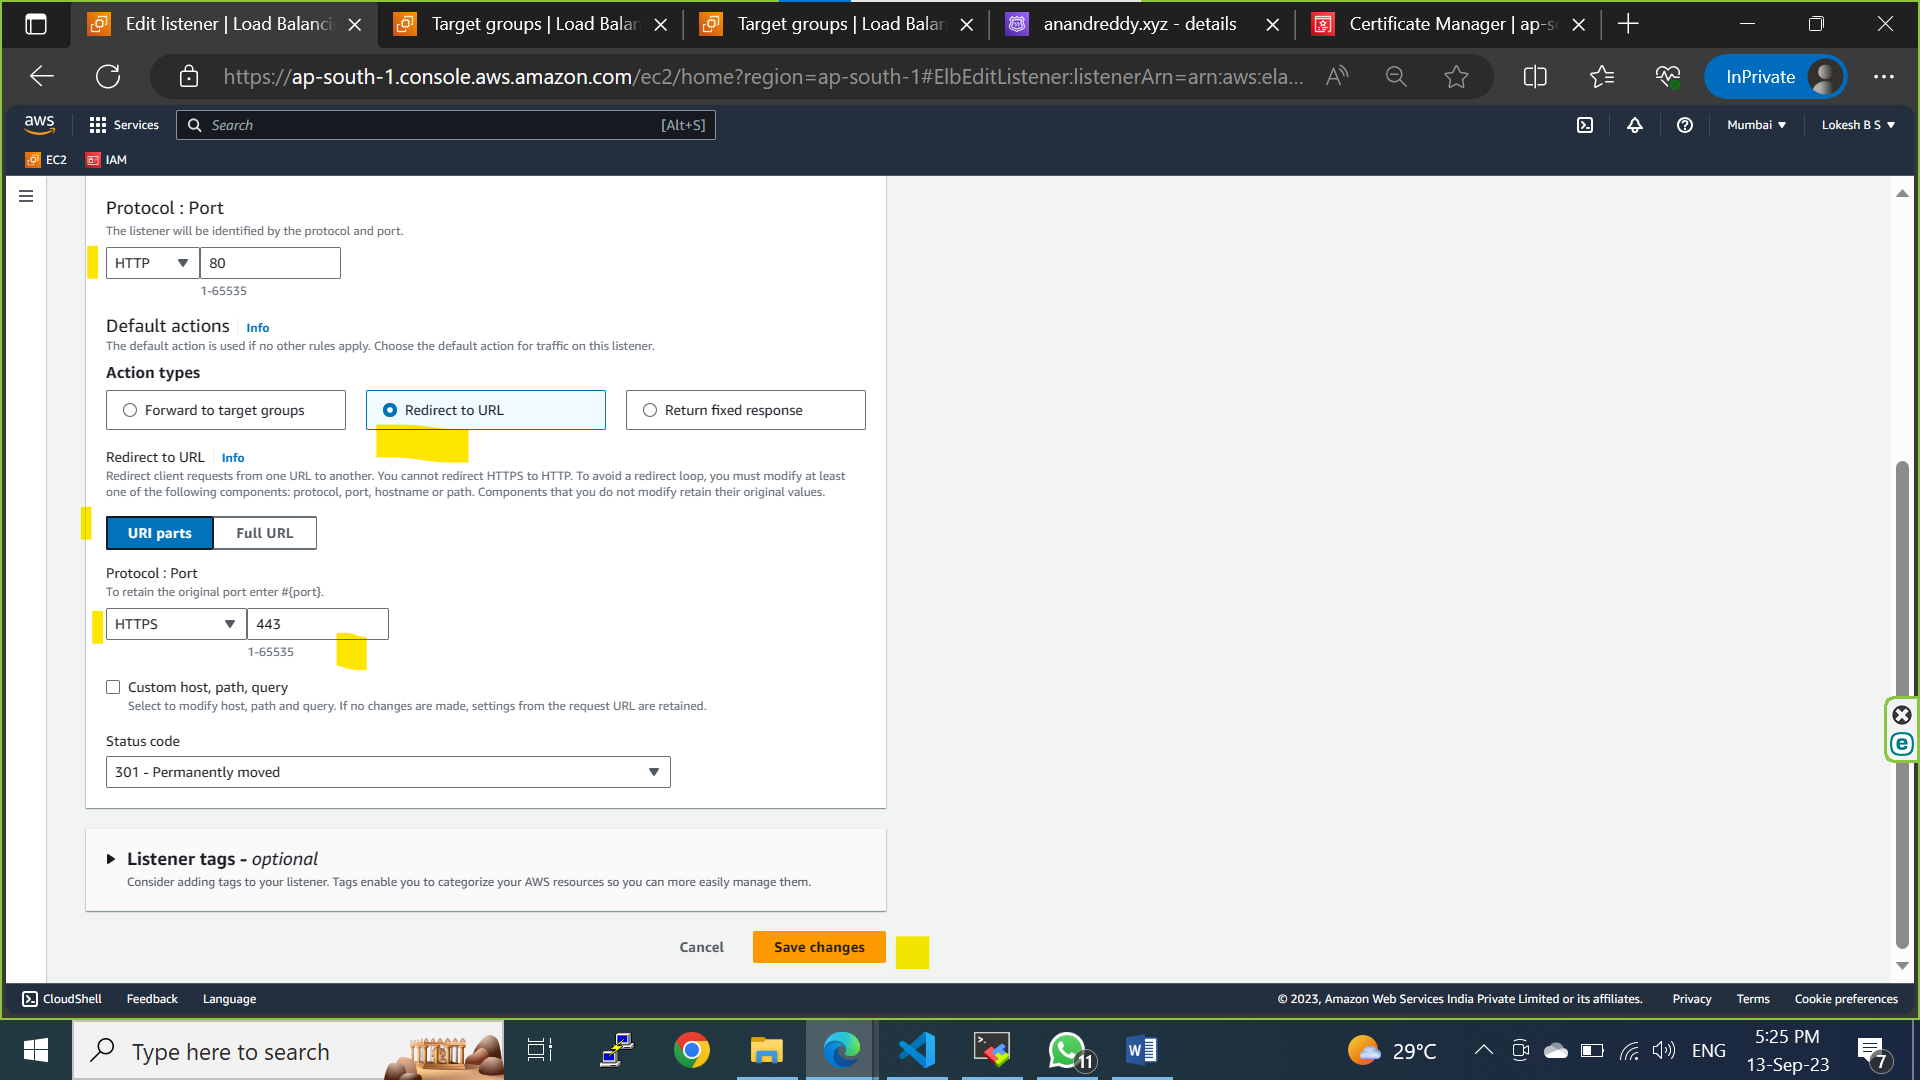 Edit listener | Load Balanci
Target groups | Load Balan
Target groups | Load Balan
anandreddy.xyz - details
Certificate Manager | ap-s
https://ap-south-1.console.aws.amazon.com/ec2/home?region=ap-south-1#ElbEditListener:listenerArn=arn:aws:ela...
InPrivate
aws
Services
Search
[Alt+S]
Mumbai
Lokesh B S
EC2
IAM
Protocol : Port
The listener will be identified by the protocol and port.
HTTP
80
1-65535
Default actions
Info
The default action is used if no other rules apply. Choose the default action for traffic on this listener.
Action types
Forward to target groups
Redirect to URL
Return fixed response
Redirect to URL
Info
Redirect client requests from one URL to another. You cannot redirect HTTPS to HTTP. To avoid a redirect loop, you must modify at least
one of the following components: protocol, port, hostname or path. Components that you do not modify retain their original values.
URI parts
Full URL
Protocol : Port
To retain the original port enter #{port}.
HTTPS
443
1-65535
Custom host, path, query
Select to modify host, path and query. If no changes are made, settings from the request URL are retained.
Status code
301 - Permanently moved
Listener tags - optional
Consider adding tags to your listener. Tags enable you to categorize your AWS resources so you can more easily manage them.
Cancel
Save changes
CloudShell
Feedback
Language
© 2023, Amazon Web Services India Private Limited or its affiliates.
Privacy
Terms
Cookie preferences
Type here to search
11
29°C
ENG
5:25 PM
13-Sep-23
7